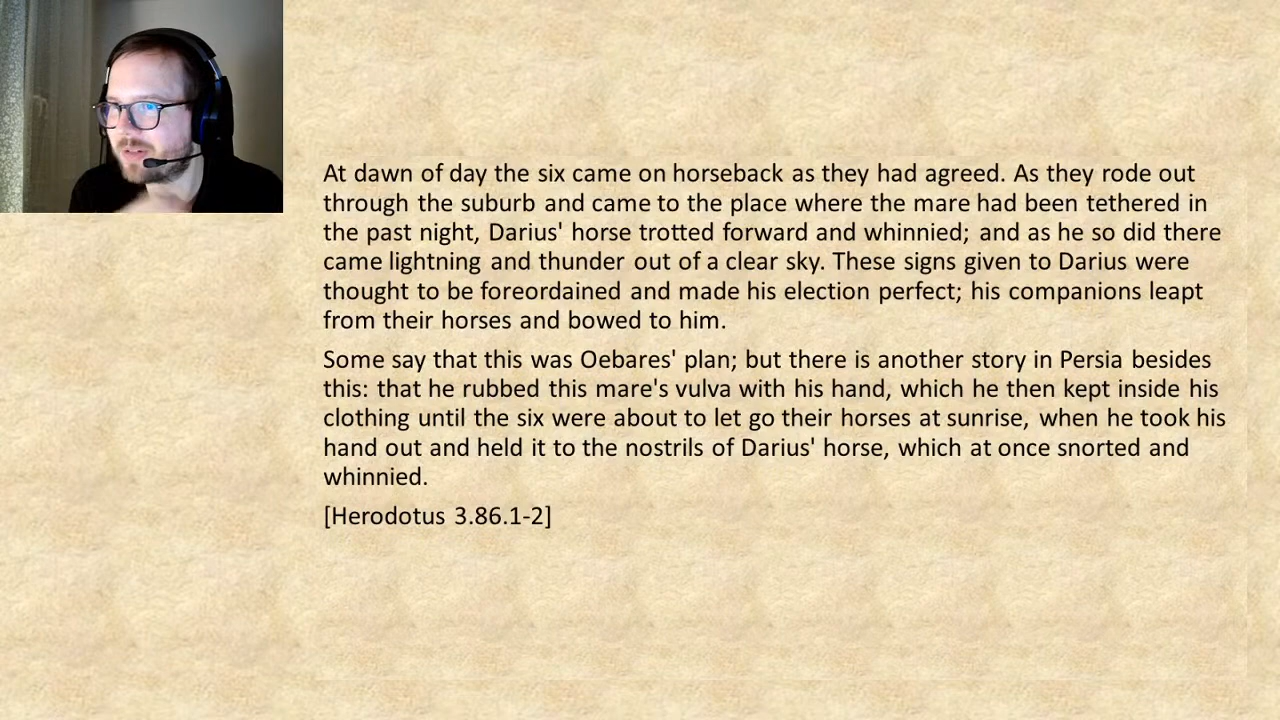 At dawn of day the six came on horseback as they had agreed. As they rode out
through the suburb and came to the place where the mare had been tethered in
the past night, Darius' horse trotted forward and whinnied; and as he so did there
came lightning and thunder out of a clear sky. These signs given to Darius were
thought to be foreordained and made his election perfect; his companions leapt
from their horses and bowed to him.
Some say that this was Oebares' plan; but there is another story in Persia besides
this: that he rubbed this mare's vulva with his hand, which he then kept inside his
clothing until the six were about to let go their horses at sunrise, when he took his
hand out and held it to the nostrils of Darius' horse, which at once snorted and
whinnied.
[Herodotus 3.86.1-2]